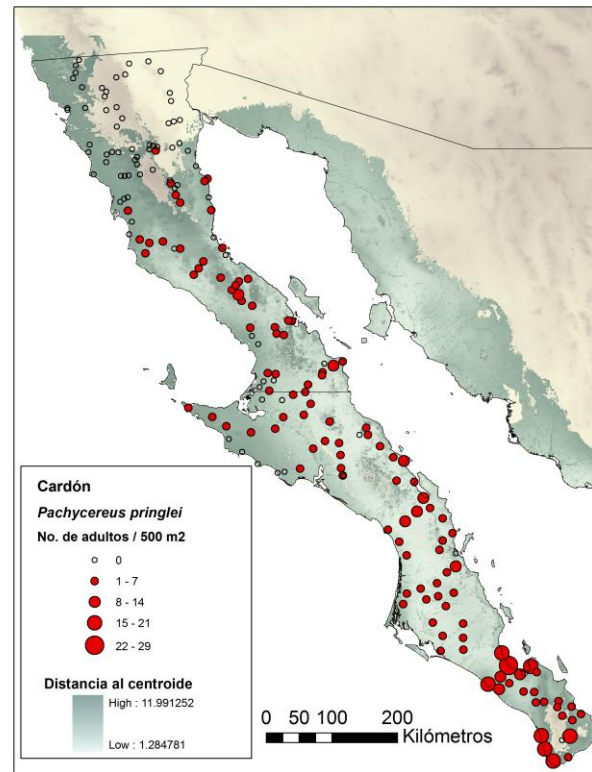 Cardón
Pachycereus pringlei
No. de adultos / 500 m2
0
1 - 7
8 - 14
15 - 21
22 - 29
Distancia al centroide
High : 11.991252
Low : 1.284781
0 50 100 200
Kilómetros